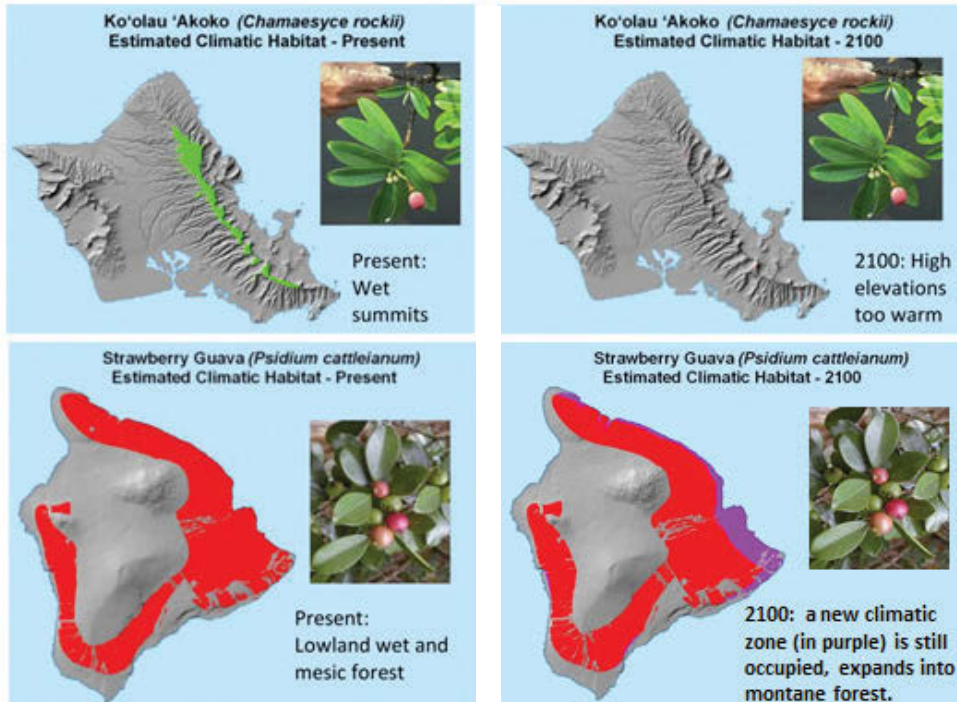 Ko‘olau ‘Akoko (Chamaesyce rockii)
Estimated Climatic Habitat - Present
Present:
Wet
summits
Ko‘olau ‘Akoko (Chamaesyce rockii)
Estimated Climatic Habitat - 2100
2100: High
elevations
too warm
Strawberry Guava (Psidium cattleianum)
Estimated Climatic Habitat - Present
Present:
Lowland wet and
mesic forest
Strawberry Guava (Psidium cattleianum)
Estimated Climatic Habitat - 2100
2100: a new climatic
zone (in purple) is still
occupied, expands into
montane forest.